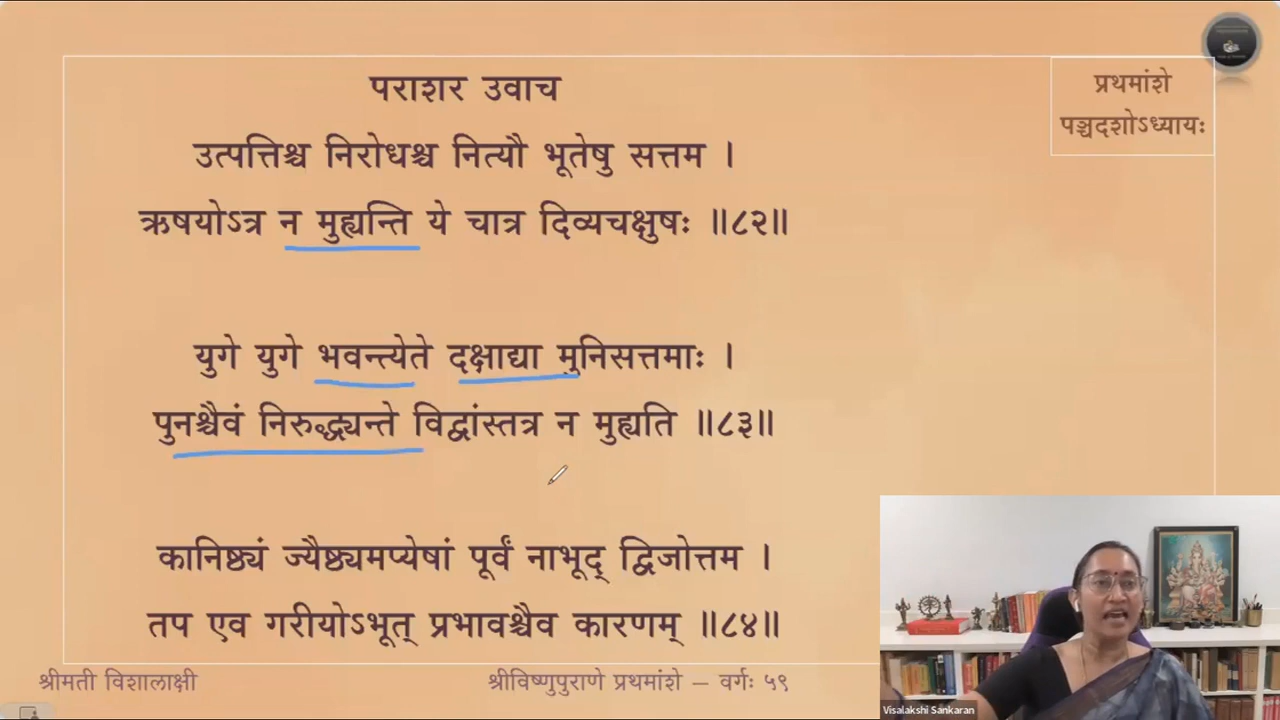 पराशर उवाच
प्रथमांशे
पञ्चदशोऽध्यायः
उत्पत्तिश्च निरोधश्च नित्यौ भूतेषु सत्तम ।
ऋषयोऽत्र न मुह्यन्ति ये चात्र दिव्यचक्षुषः ॥८२॥
युगे युगे भवन्त्येते दक्षाद्या मुनिसत्तमाः ।
पुनश्चैवं निरुद्ध्यन्ते विद्वांस्तत्र न मुह्यति ॥८३॥
कानिष्ठ्यं ज्यैष्ठ्यमप्येषां पूर्वं नाभूद् द्विजोत्तम ।
तप एव गरीयोऽभूत् प्रभावश्चैव कारणम् ॥८४॥
श्रीमती विशालाक्षी
श्रीविष्णुपुराणे प्रथमांशे – वर्गः ५९
Visalakshi Sankaran